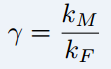 γ = k_M / k_F